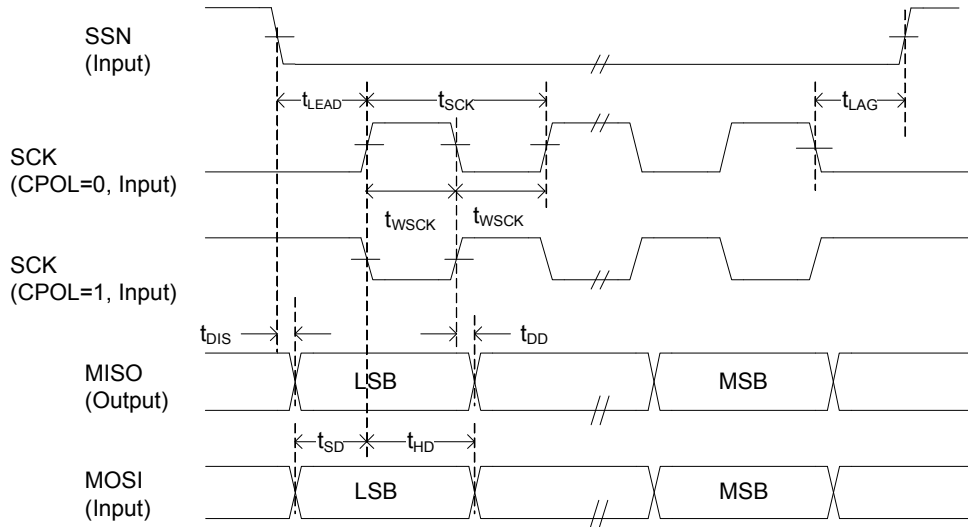 SSN
(Input)
tLEAD
tSCK
tLAG
SCK
(CPOL=0, Input)
tWSCK
tWSCK
SCK
(CPOL=1, Input)
tDIS
tDD
MISO
(Output)
LSB
MSB
tSD
tHD
MOSI
(Input)
LSB
MSB